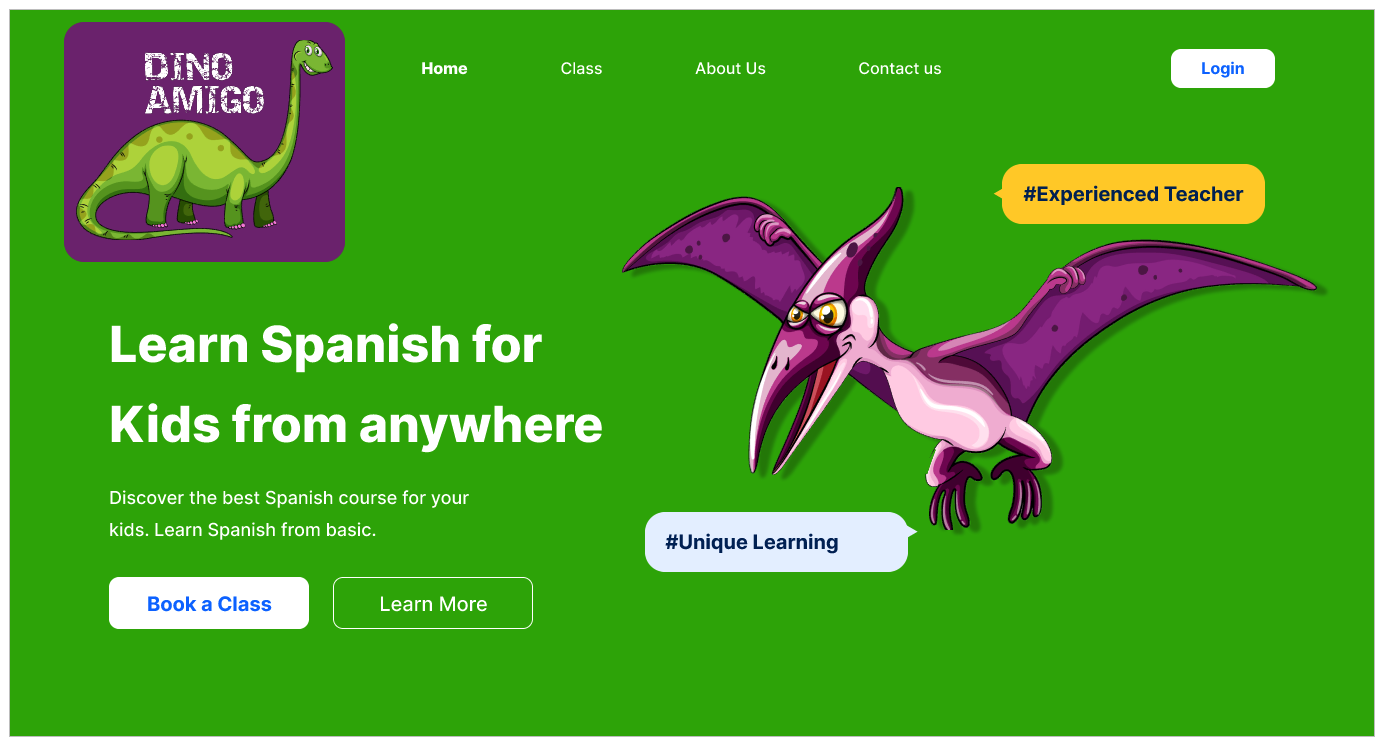 DINO
AMIGO
Home
Class
About Us
Contact us
Login
#Experienced Teacher
Learn Spanish for
Kids from anywhere
Discover the best Spanish course for your
kids. Learn Spanish from basic.
#Unique Learning
Book a Class
Learn More